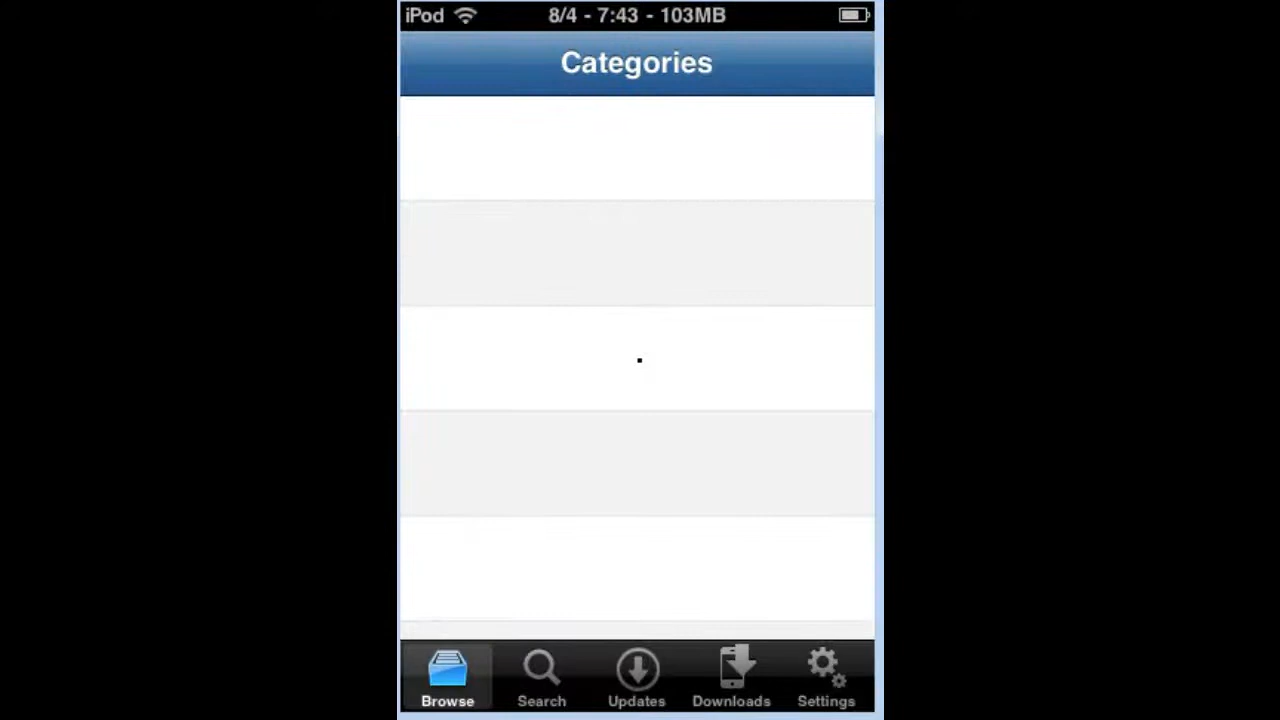 iPod 8/4 - 7:43 - 103MB
Categories
Browse Search Updates Downloads Settings